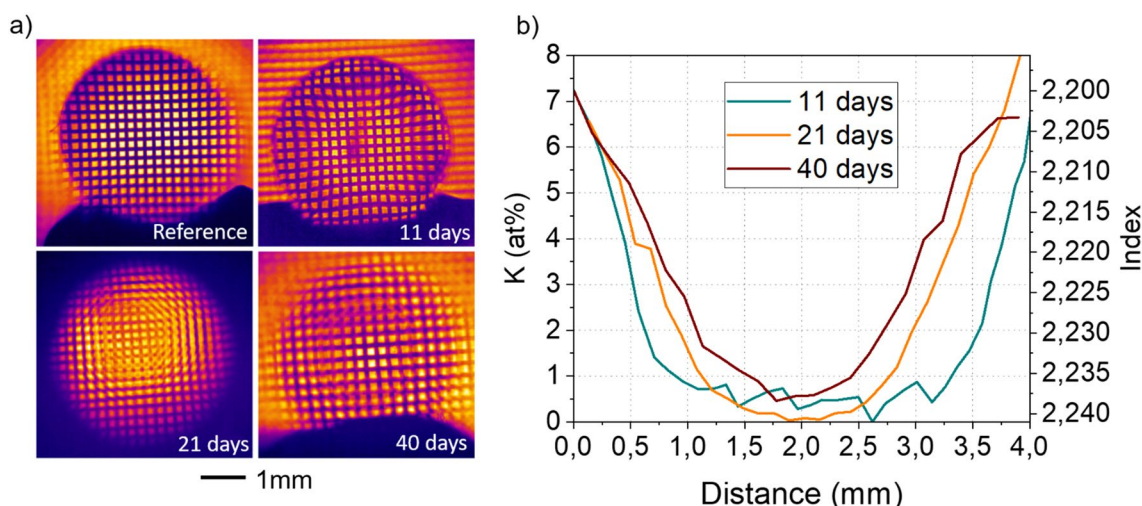 a)
Reference
11 days
21 days
40 days
1mm
b)
K (at%)
8
7
6
5
4
3
2
1
0
11 days
21 days
40 days
2,200
2,205
2,210
2,215
2,220
2,225
2,230
2,235
2,240
Index
0,0 0,5 1,0 1,5 2,0 2,5 3,0 3,5 4,0
Distance (mm)